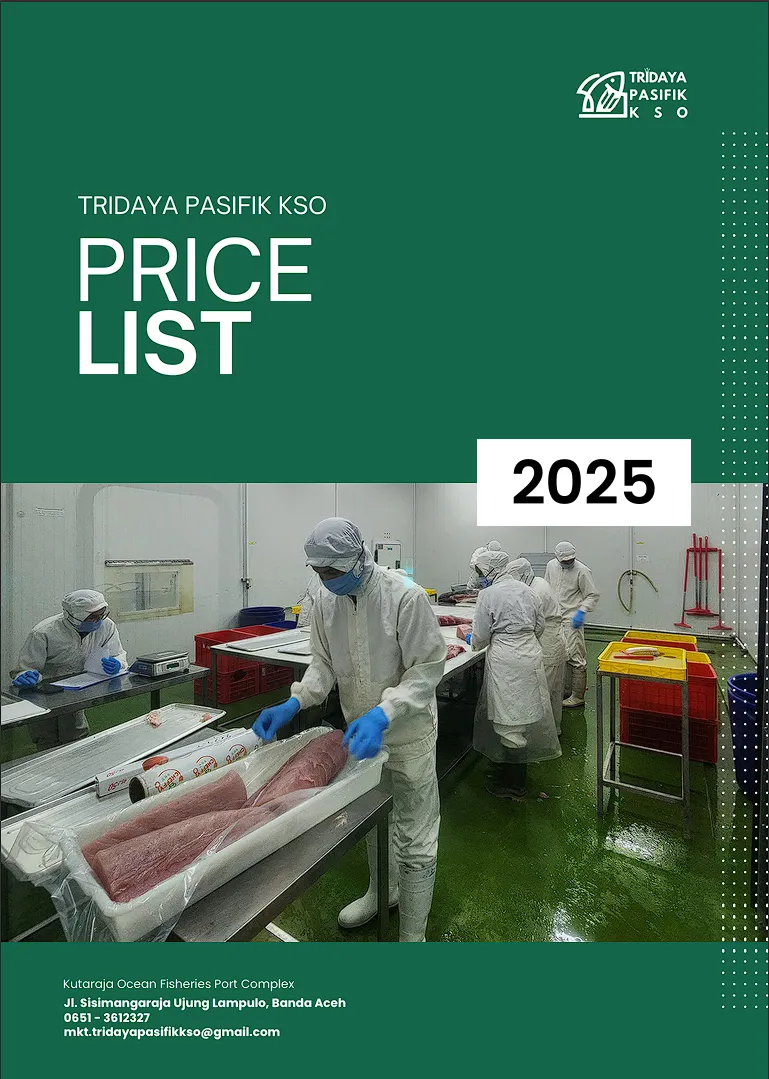 TRIDAYA
PASIFIK
K S O
TRIDAYA PASIFIK KSO
PRICE
LIST
2025
Kutaraja Ocean Fisheries Port Complex
Jl. Sisimangaraja Ujung Lampulo, Banda Aceh
0651 - 3612327
mkt.tridayapasifikkso@gmail.com